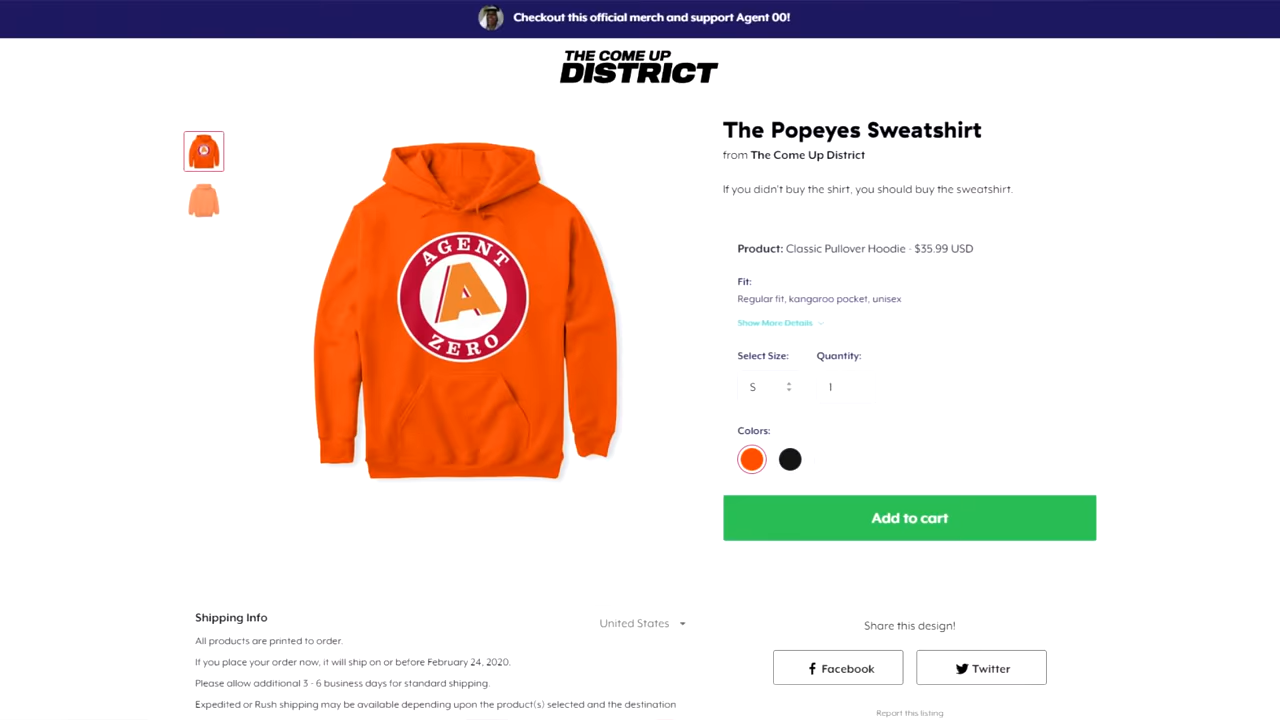 Checkout this official merch and support Agent 00!
THE COME UP
DISTRICT
The Popeyes Sweatshirt
from The Come Up District
If you didn't buy the shirt, you should buy the sweatshirt.
AGENT
A
ZERO
Product: Classic Pullover Hoodie - $35.99 USD
Fit:
Regular fit, kangaroo pocket, unisex
Show More Details
Select Size: Quantity:
S 1
Colors:
Add to cart
Shipping Info
United States
All products are printed to order.
If you place your order now, it will ship on or before February 24, 2020.
Please allow additional 3 - 6 business days for standard shipping.
Expedited or Rush shipping may be available depending upon the product(s) selected and the destination
Share this design!
Facebook Twitter
Report this listing